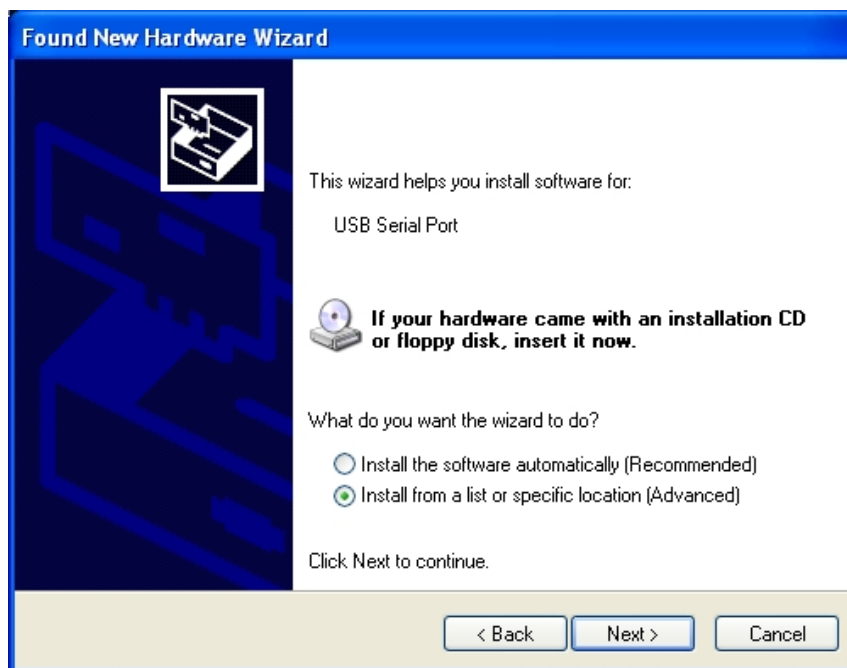 Found New Hardware Wizard
This wizard helps you install software for:
USB Serial Port
If your hardware came with an installation CD
or floppy disk, insert it now.
What do you want the wizard to do?
Install the software automatically (Recommended)
Install from a list or specific location (Advanced)
Click Next to continue.
< Back Next > Cancel